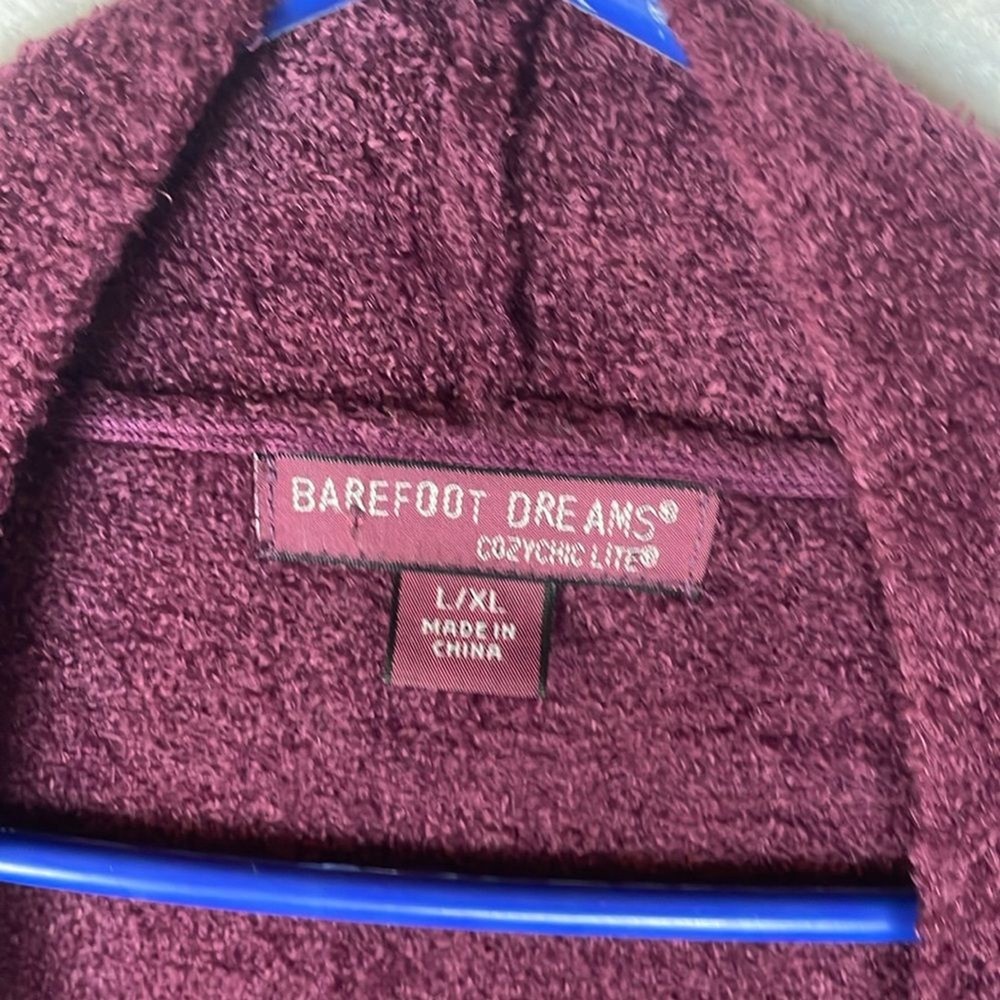 BAREFOOT DREAMS®
COZYCHIC LITE®
L/XL
MADE IN
CHINA